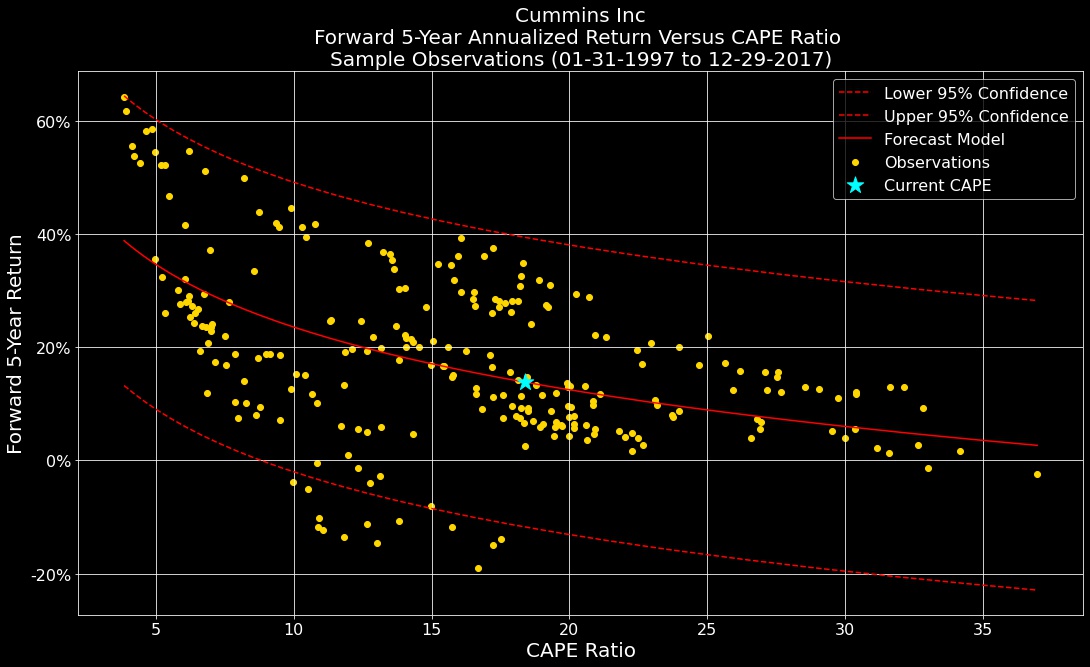 Cummins Inc
Forward 5-Year Annualized Return Versus CAPE Ratio
Sample Observations (01-31-1997 to 12-29-2017)
Lower 95% Confidence
Upper 95% Confidence
Forecast Model
Observations
Current CAPE
Forward 5-Year Return
60%
40%
20%
0%
-20%
5 10 15 20 25 30 35
CAPE Ratio